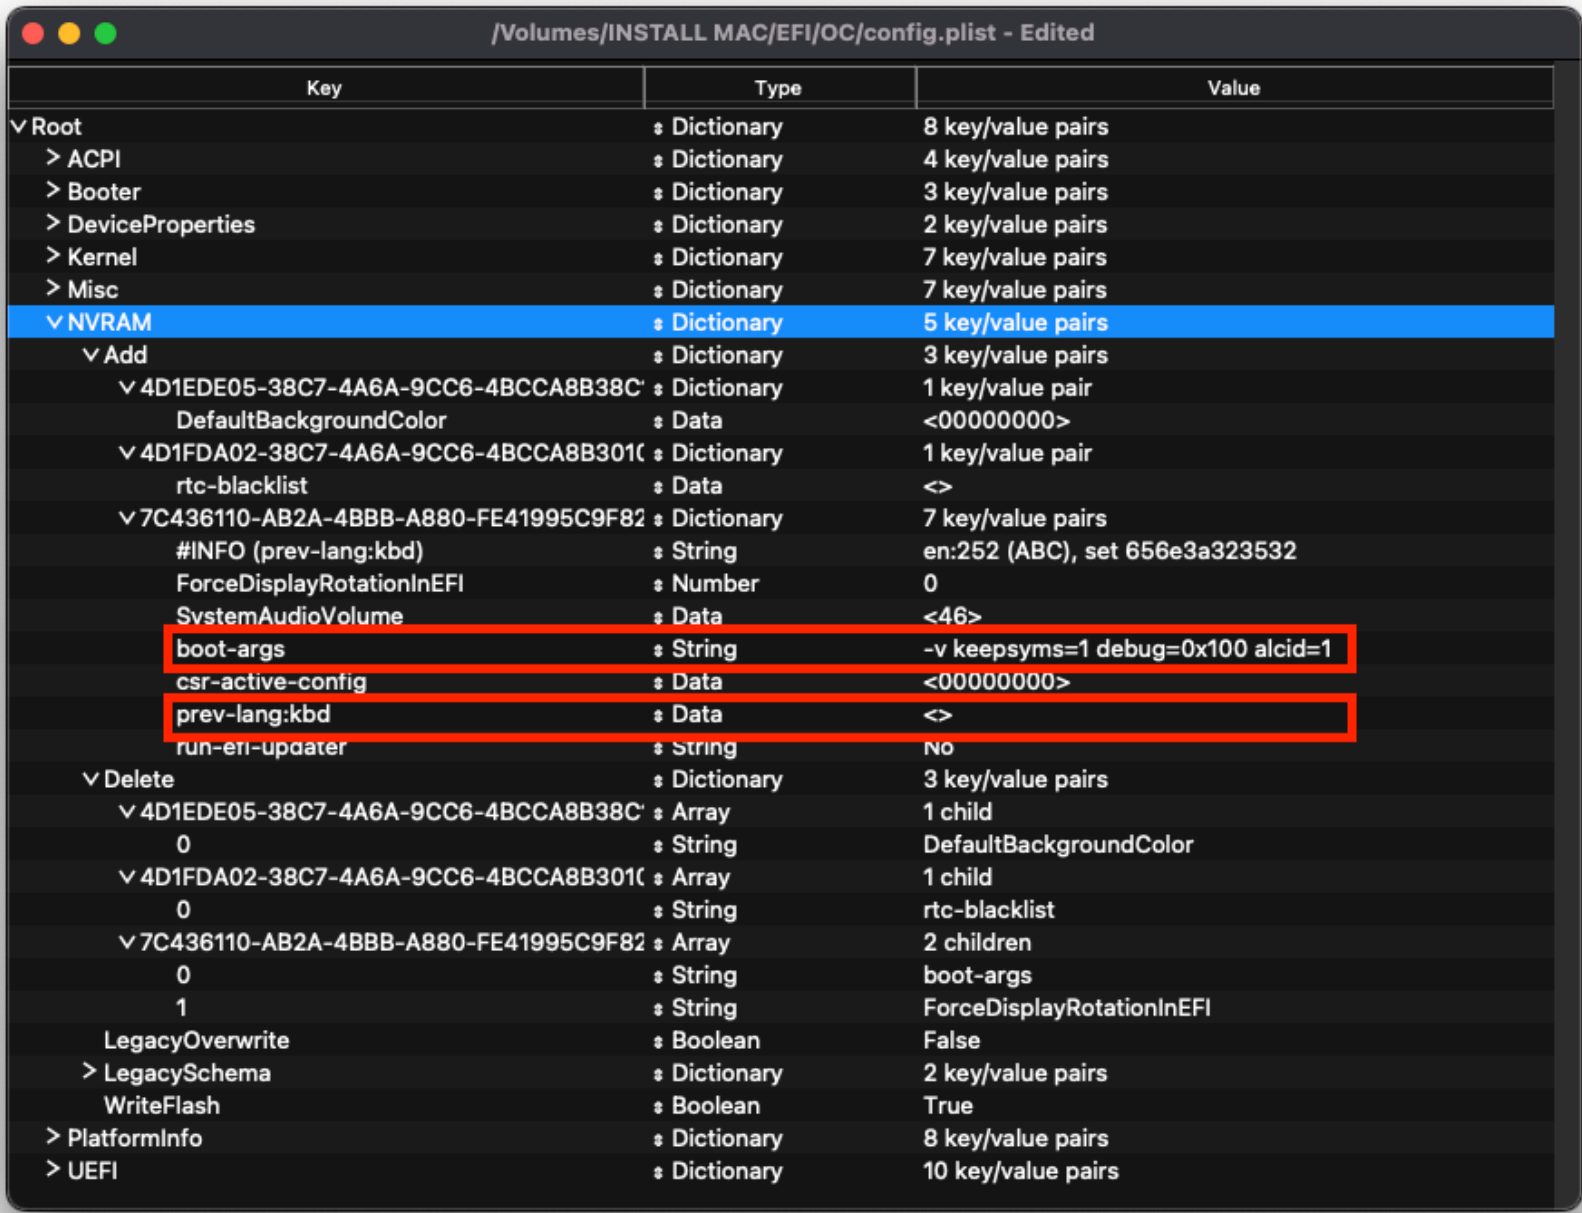 /Volumes/INSTALL MAC/EFI/OC/config.plist - Edited
Key Type Value
Root Dictionary 8 key/value pairs
ACPI Dictionary 4 key/value pairs
Booter Dictionary 3 key/value pairs
DeviceProperties Dictionary 2 key/value pairs
Kernel Dictionary 7 key/value pairs
Misc Dictionary 7 key/value pairs
NVRAM Dictionary 5 key/value pairs
Add Dictionary 3 key/value pairs
4D1EDE05-38C7-4A6A-9CC6-4BCCA8B38C Dictionary 1 key/value pair
DefaultBackgroundColor Data <00000000>
4D1FDA02-38C7-4A6A-9CC6-4BCCA8B301 Dictionary 1 key/value pair
rtc-blacklist Data <>
7C436110-AB2A-4BBB-A880-FE41995C9F82 Dictionary 7 key/value pairs
#INFO (prev-lang:kbd) String en:252 (ABC), set 656e3a323532
ForceDisplayRotationInEFI Number 0
SystemAudioVolume Data <46>
boot-args String -v keepsyms=1 debug=0x100 alcid=1
csr-active-config Data <00000000>
prev-lang:kbd Data <>
run-efi-updater String No
Delete Dictionary 3 key/value pairs
4D1EDE05-38C7-4A6A-9CC6-4BCCA8B38C Array 1 child
0 String DefaultBackgroundColor
4D1FDA02-38C7-4A6A-9CC6-4BCCA8B301 Array 1 child
0 String rtc-blacklist
7C436110-AB2A-4BBB-A880-FE41995C9F82 Array 2 children
0 String boot-args
1 String ForceDisplayRotationInEFI
LegacyOverwrite Boolean False
LegacySchema Dictionary 2 key/value pairs
WriteFlash Boolean True
PlatformInfo Dictionary 8 key/value pairs
UEFI Dictionary 10 key/value pairs